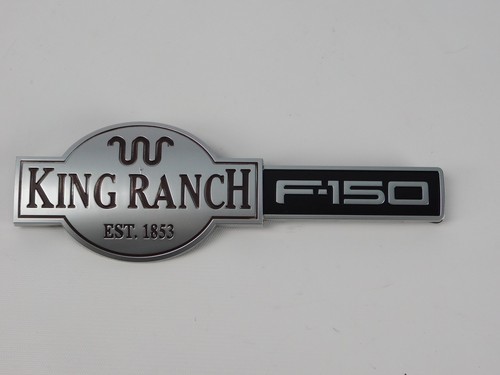 KING RANCH
EST. 1853
F-150